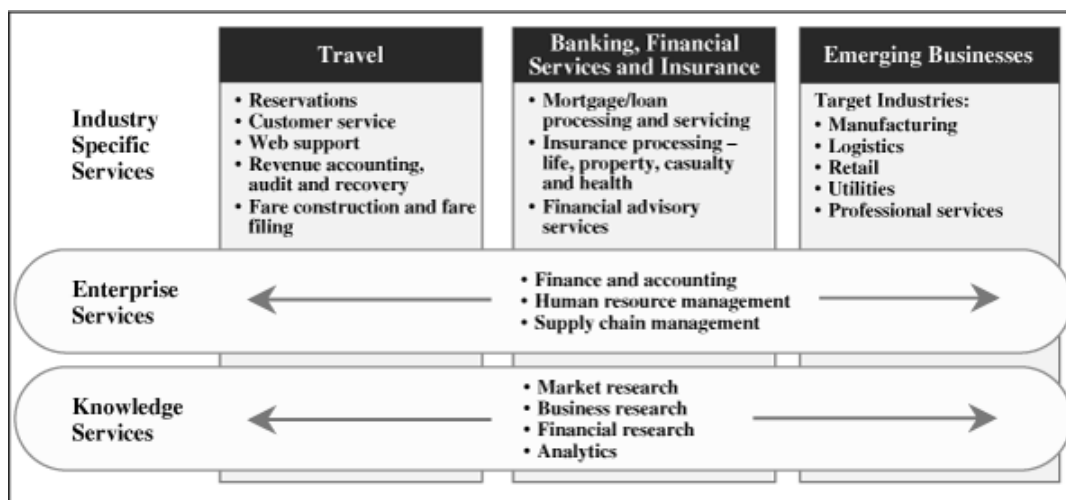 Travel
Banking, Financial
Services and Insurance
Emerging Businesses
Industry
Specific
Services
• Reservations
• Customer service
• Web support
• Revenue accounting,
audit and recovery
• Fare construction and fare
filing
• Mortgage/loan
processing and servicing
• Insurance processing –
life, property, casualty
and health
• Financial advisory
services
Target Industries:
• Manufacturing
• Logistics
• Retail
• Utilities
• Professional services
Enterprise
Services
• Finance and accounting
• Human resource management
• Supply chain management
Knowledge
Services
• Market research
• Business research
• Financial research
• Analytics